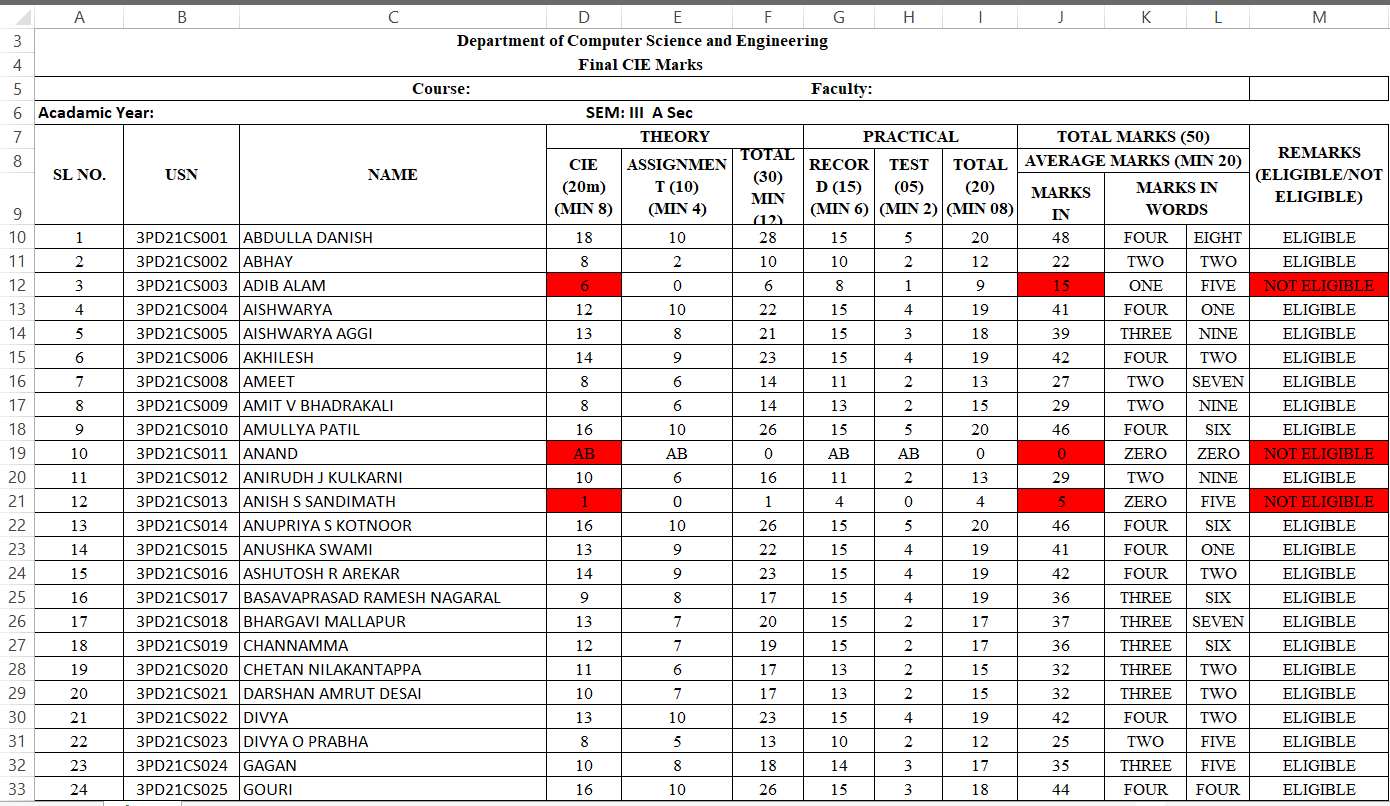 A B C D E F G H I J K L M
3 Department of Computer Science and Engineering
4 Final CIE Marks
5 Course: Faculty:
6 Acadamic Year: SEM: III A Sec
7 THEORY PRACTICAL TOTAL MARKS (50)
8 SL NO. USN NAME CIE (20m) (MIN 8) ASSIGNMEN T (10) (MIN 4) TOTAL (30) MIN (12) RECOR D (15) (MIN 6) TEST (05) (MIN 2) TOTAL (20) (MIN 08) AVERAGE MARKS (MIN 20) REMARKS (ELIGIBLE/NOT ELIGIBLE)
9 MARKS IN MARKS IN WORDS
10 1 3PD21CS001 ABDULLA DANISH 18 10 28 15 5 20 48 FOUR EIGHT ELIGIBLE
11 2 3PD21CS002 ABHAY 8 2 10 10 2 12 22 TWO TWO ELIGIBLE
12 3 3PD21CS003 ADIB ALAM 6 0 6 8 1 9 15 ONE FIVE NOT ELIGIBLE
13 4 3PD21CS004 AISHWARYA 12 10 22 15 4 19 41 FOUR ONE ELIGIBLE
14 5 3PD21CS005 AISHWARYA AGGI 13 8 21 15 3 18 39 THREE NINE ELIGIBLE
15 6 3PD21CS006 AKHILESH 14 9 23 15 4 19 42 FOUR TWO ELIGIBLE
16 7 3PD21CS008 AMEET 8 6 14 11 2 13 27 TWO SEVEN ELIGIBLE
17 8 3PD21CS009 AMIT V BHADRAKALI 8 6 14 13 2 15 29 TWO NINE ELIGIBLE
18 9 3PD21CS010 AMULLYA PATIL 16 10 26 15 5 20 46 FOUR SIX ELIGIBLE
19 10 3PD21CS011 ANAND AB AB 0 AB AB 0 0 ZERO ZERO NOT ELIGIBLE
20 11 3PD21CS012 ANIRUDH J KULKARNI 10 6 16 11 2 13 29 TWO NINE ELIGIBLE
21 12 3PD21CS013 ANISH S SANDIMATH 1 0 1 4 0 4 5 ZERO FIVE NOT ELIGIBLE
22 13 3PD21CS014 ANUPRIYA S KOTNOOR 16 10 26 15 5 20 46 FOUR SIX ELIGIBLE
23 14 3PD21CS015 ANUSHKA SWAMI 13 9 22 15 4 19 41 FOUR ONE ELIGIBLE
24 15 3PD21CS016 ASHUTOSH R AREKAR 14 9 23 15 4 19 42 FOUR TWO ELIGIBLE
25 16 3PD21CS017 BASAVAPRASAD RAMESH NAGARAL 9 8 17 15 4 19 36 THREE SIX ELIGIBLE
26 17 3PD21CS018 BHARGAVI MALLAPUR 13 7 20 15 2 17 37 THREE SEVEN ELIGIBLE
27 18 3PD21CS019 CHANNAMMA 12 7 19 15 2 17 36 THREE SIX ELIGIBLE
28 19 3PD21CS020 CHETAN NILAKANTAPPA 11 6 17 13 2 15 32 THREE TWO ELIGIBLE
29 20 3PD21CS021 DARSHAN AMRUT DESAI 10 7 17 13 2 15 32 THREE TWO ELIGIBLE
30 21 3PD21CS022 DIVYA 13 10 23 15 4 19 42 FOUR TWO ELIGIBLE
31 22 3PD21CS023 DIVYA O PRABHA 8 5 13 10 2 12 25 TWO FIVE ELIGIBLE
32 23 3PD21CS024 GAGAN 10 8 18 14 3 17 35 THREE FIVE ELIGIBLE
33 24 3PD21CS025 GOURI 16 10 26 15 3 18 44 FOUR FOUR ELIGIBLE